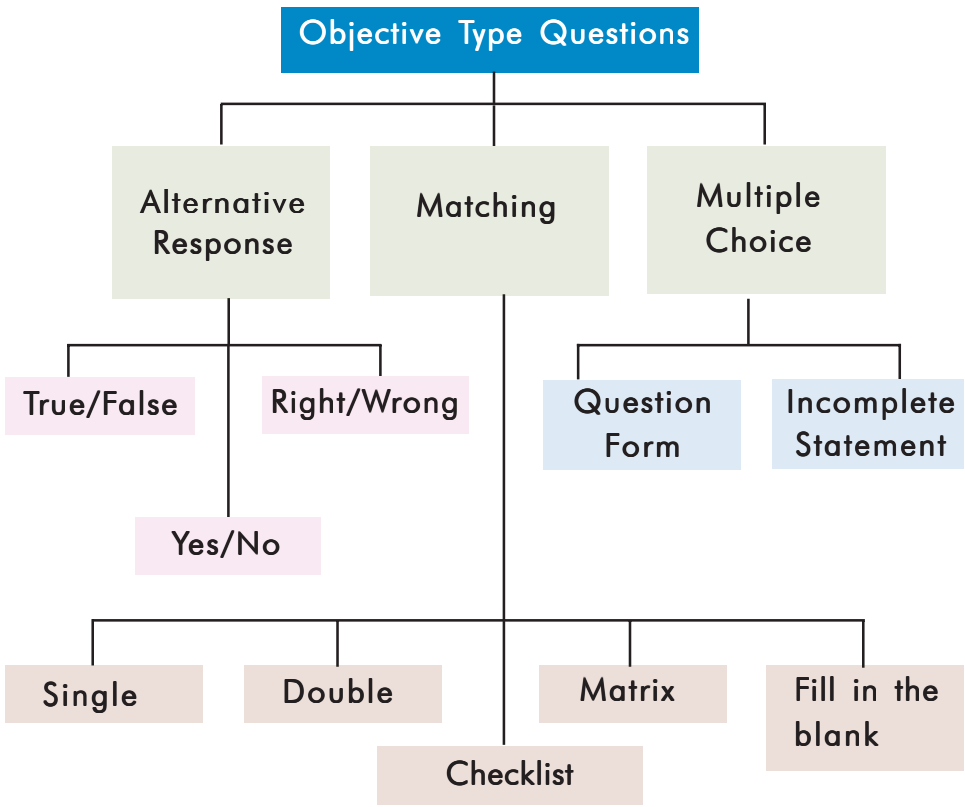 Objective Type Questions
Alternative
Response
Matching
Multiple
Choice
True/False
Right/Wrong
Yes/No
Question
Form
Incomplete
Statement
Single
Double
Checklist
Matrix
Fill in the
blank